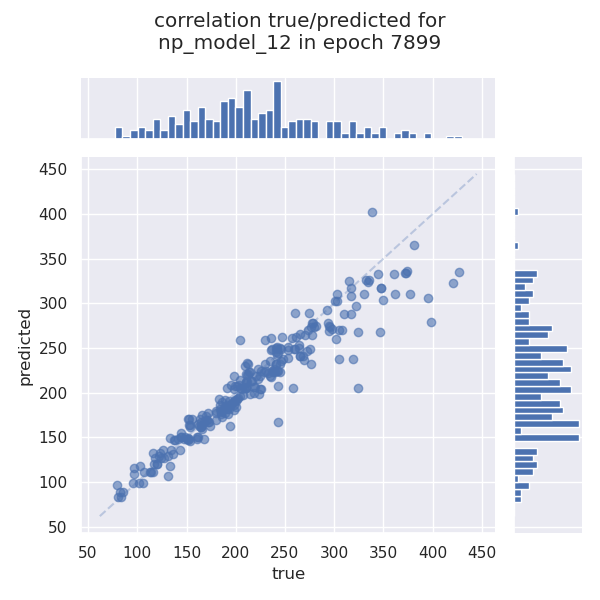 correlation true/predicted for
np_model_12 in epoch 7899
450
400
350
300
250
200
150
100
50
predicted
50 100 150 200 250 300 350 400 450
true